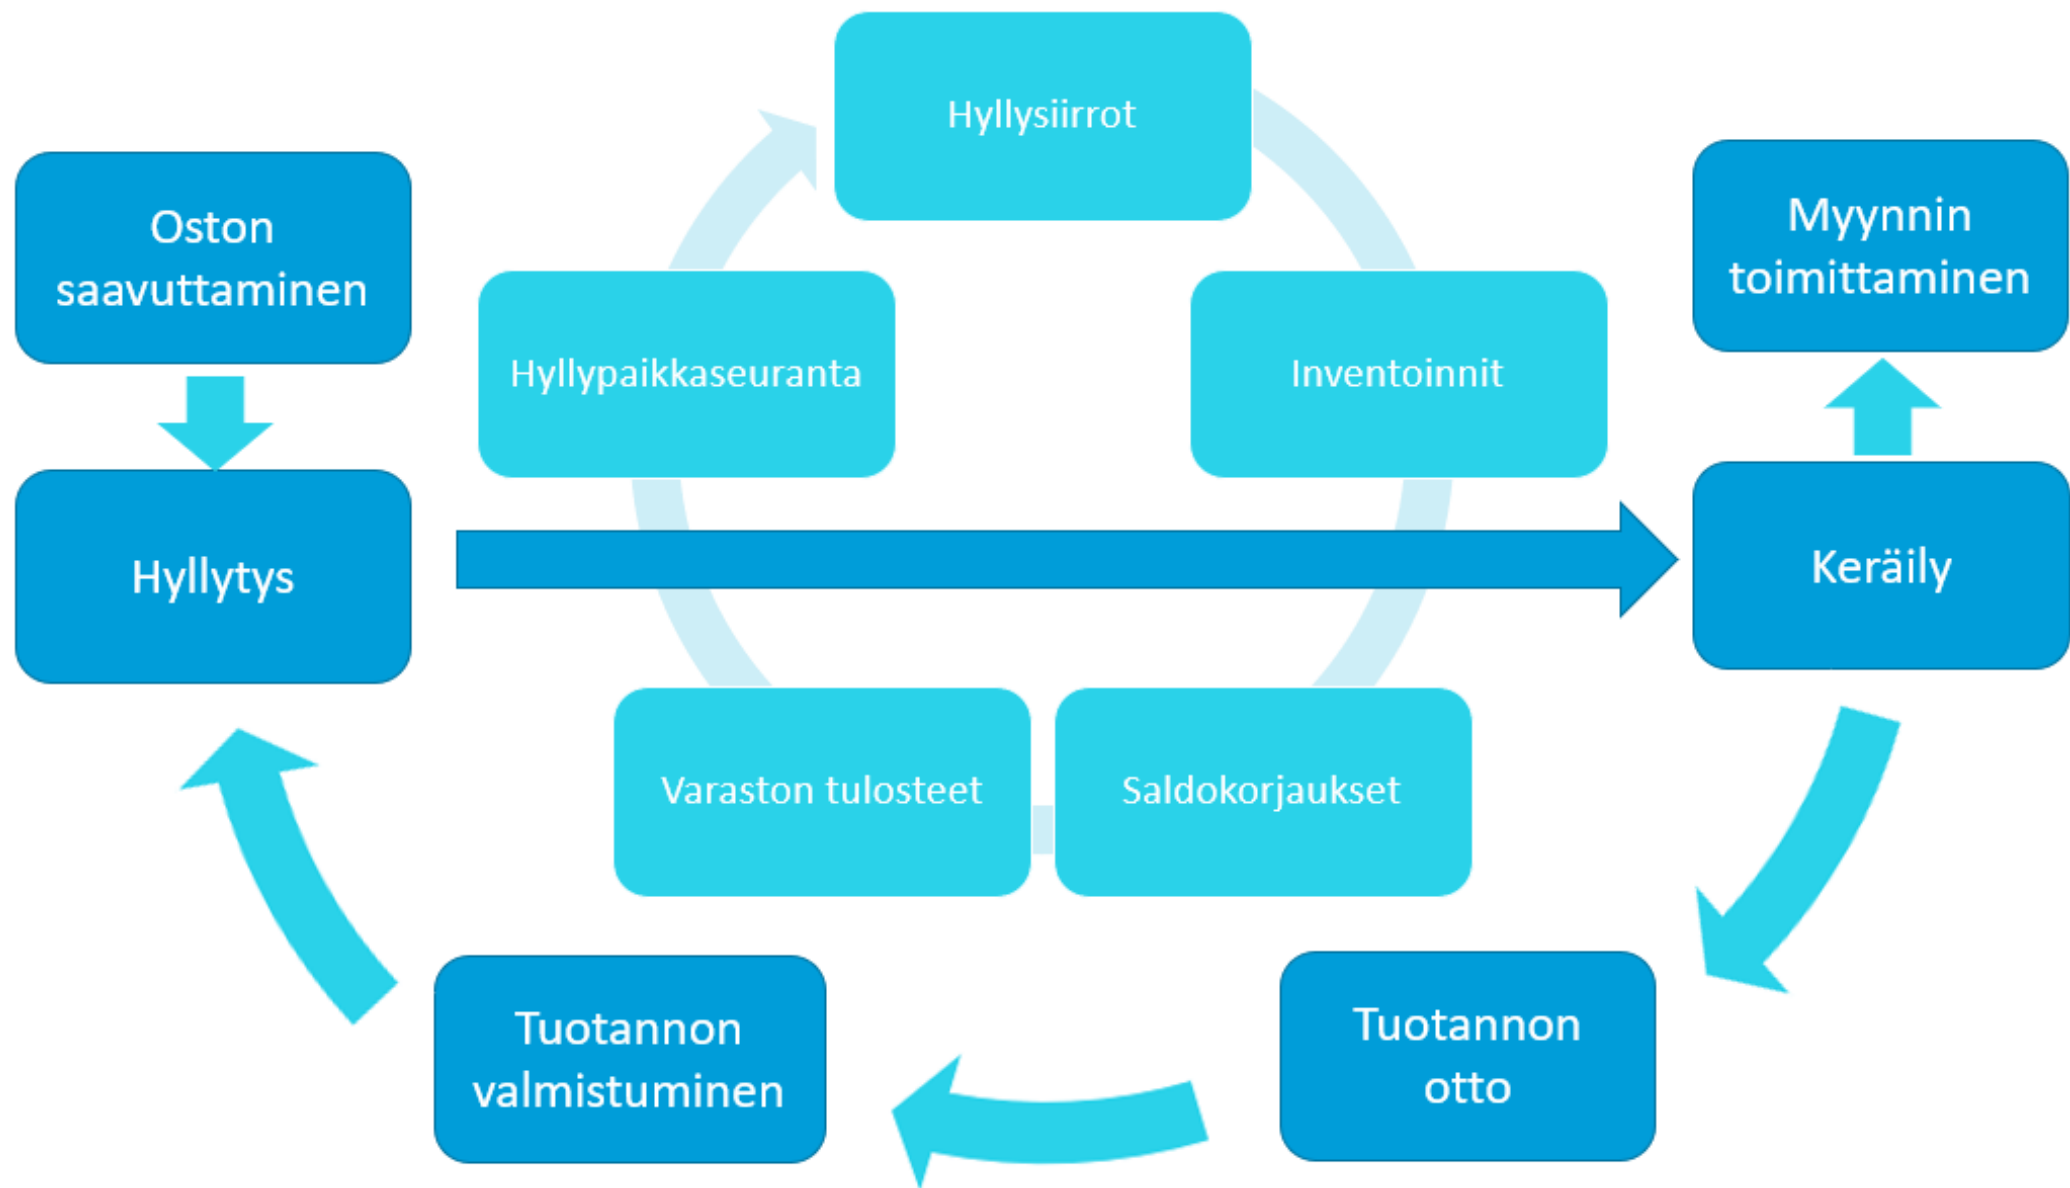 Hyllysiirrot
Oston
saavuttaminen
Myynnin
toimittaminen
Hyllypaikkaseuranta
Inventoinnit
Hyllytys
Keräily
Varaston tulosteet
Saldokorjaukset
Tuotannon
valmistuminen
Tuotannon
otto